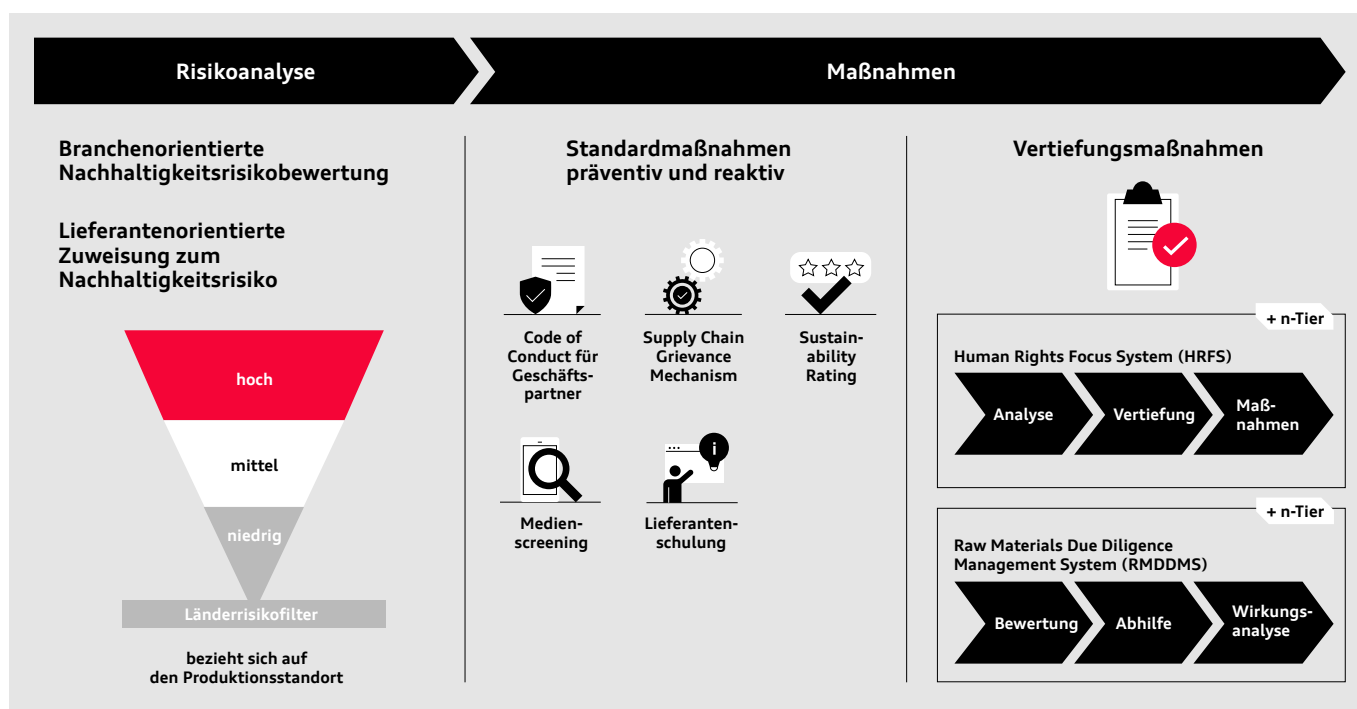 Risikoanalyse
Maßnahmen
Branchenorientierte
Nachhaltigkeitsrisikobewertung
Lieferantenorientierte
Zuweisung zum
Nachhaltigkeitsrisiko
hoch
mittel
niedrig
Länderrisikofilter
bezieht sich auf
den Produktionsstandort
Standardmaßnahmen
präventiv und reaktiv
Code of
Conduct für
Geschäfts-
partner
Supply Chain
Grievance
Mechanism
Sustain-
ability
Rating
Medien-
screening
i
Lieferanten-
schulung
Vertiefungsmaßnahmen
+ n-Tier
Human Rights Focus System (HRFS)
Analyse
Vertiefung
Maß-
nahmen
+ n-Tier
Raw Materials Due Diligence
Management System (RMDDMS)
Bewertung
Abhilfe
Wirkungs-
analyse